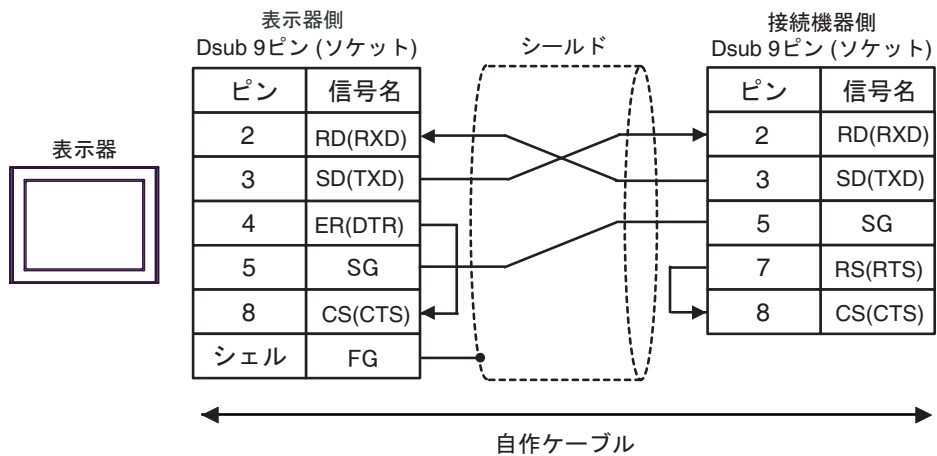 表示器側
Dsub 9ピン (ソケット)
シールド
接続機器側
Dsub 9ピン (ソケット)
表示器
ピン 信号名
2 RD(RXD)
3 SD(TXD)
4 ER(DTR)
5 SG
8 CS(CTS)
シェル FG
ピン 信号名
2 RD(RXD)
3 SD(TXD)
5 SG
7 RS(RTS)
8 CS(CTS)
自作ケーブル